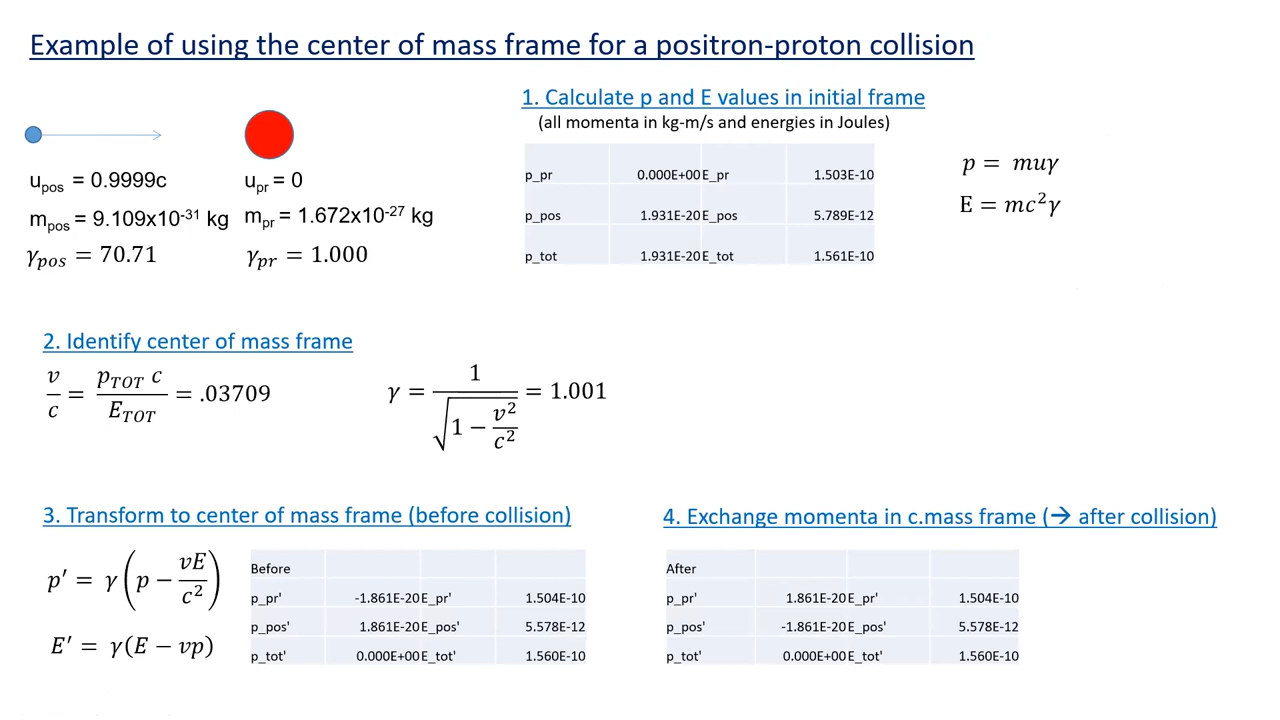 Example of using the center of mass frame for a positron-proton collision
1. Calculate p and E values in initial frame
(all momenta in kg-m/s and energies in Joules)
u_pos = 0.9999c
u_pr = 0
m_pos = 9.109x10^-31 kg
m_pr = 1.672x10^-27 kg
γ_pos = 70.71
γ_pr = 1.000
p_pr 0.000E+00 E_pr 1.503E-10
p_pos 1.931E-20 E_pos 5.789E-12
p_tot 1.931E-20 E_tot 1.561E-10
p = muγ
E = mc²γ
2. Identify center of mass frame
v/c = p_TOT c / E_TOT = .03709
γ = 1/√(1 − v²/c²) = 1.001
3. Transform to center of mass frame (before collision)
p′ = γ(p − vE/c²)
E′ = γ(E − vp)
Before
p_pr' -1.861E-20 E_pr' 1.504E-10
p_pos' 1.861E-20 E_pos' 5.578E-12
p_tot' 0.000E+00 E_tot' 1.560E-10
4. Exchange momenta in c.mass frame (→ after collision)
After
p_pr' 1.861E-20 E_pr' 1.504E-10
p_pos' -1.861E-20 E_pos' 5.578E-12
p_tot' 0.000E+00 E_tot' 1.560E-10